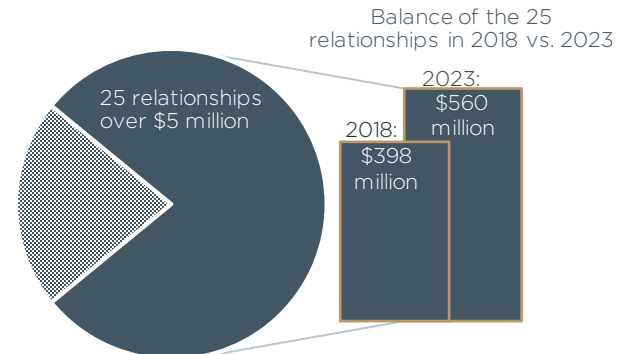 Balance of the 25
relationships in 2018 vs. 2023
25 relationships
over $5 million
2023:
$560
million
2018:
$398
million